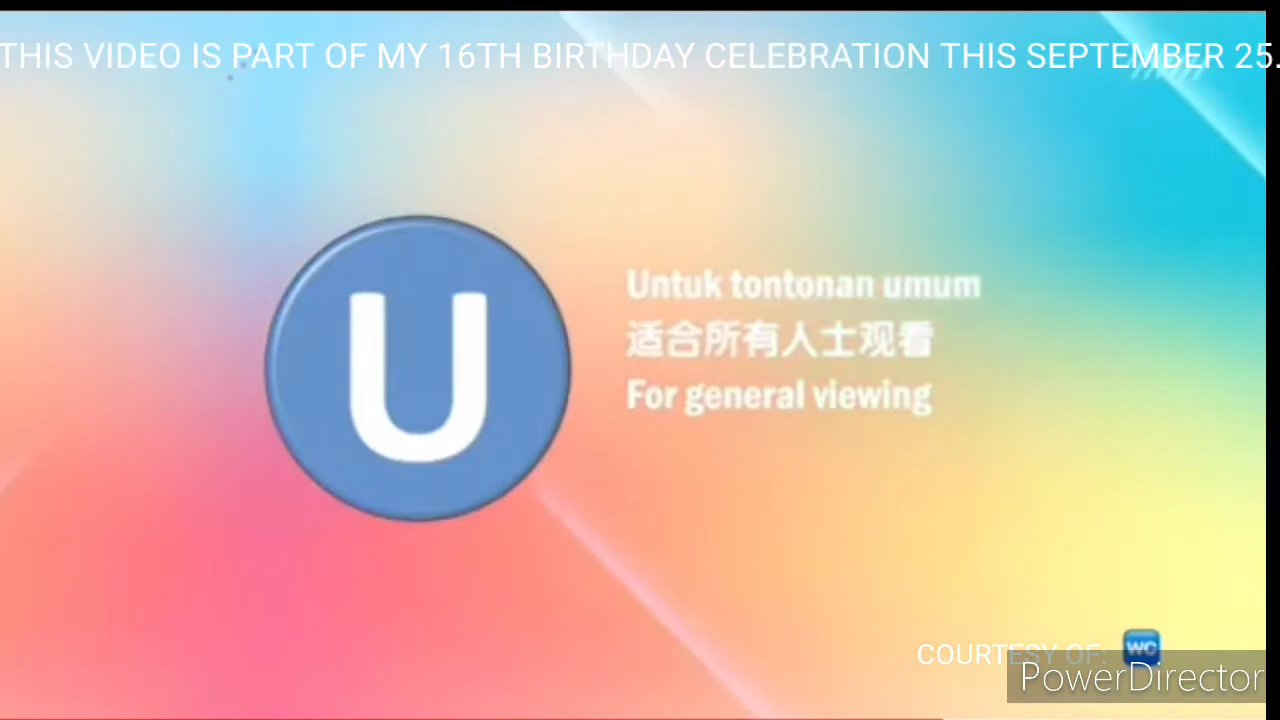 THIS VIDEO IS PART OF MY 16TH BIRTHDAY CELEBRATION THIS SEPTEMBER 25.
U
Untuk tontonan umum
适合所有人士观看
For general viewing
COURTESY OF: WC
PowerDirector